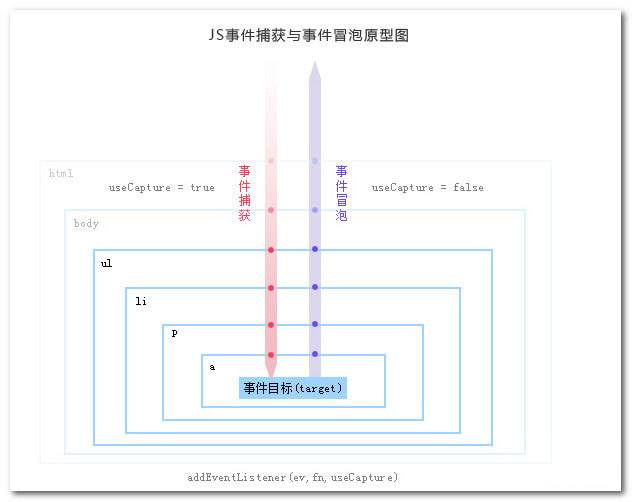 JS事件捕获与事件冒泡原型图
html
useCapture = true
事件捕获
事件冒泡
useCapture = false
body
ul
li
p
a
事件目标(target)
addEventListener(ev,fn,useCapture)